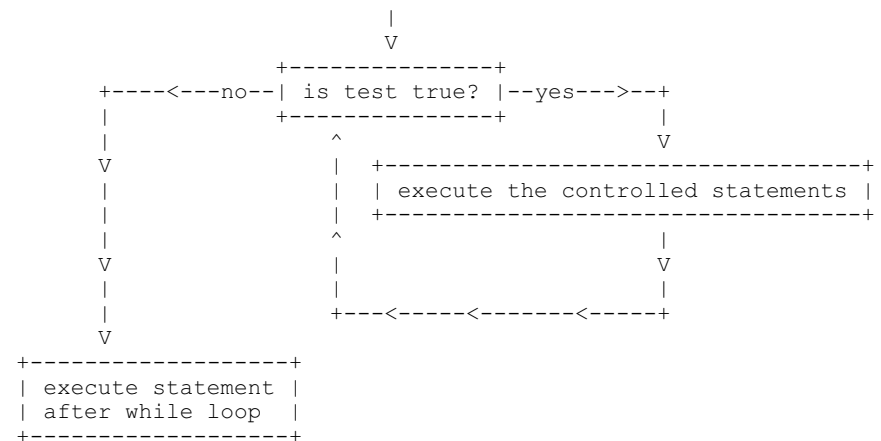 is test true?
no
yes
execute the controlled statements
execute statement
after while loop